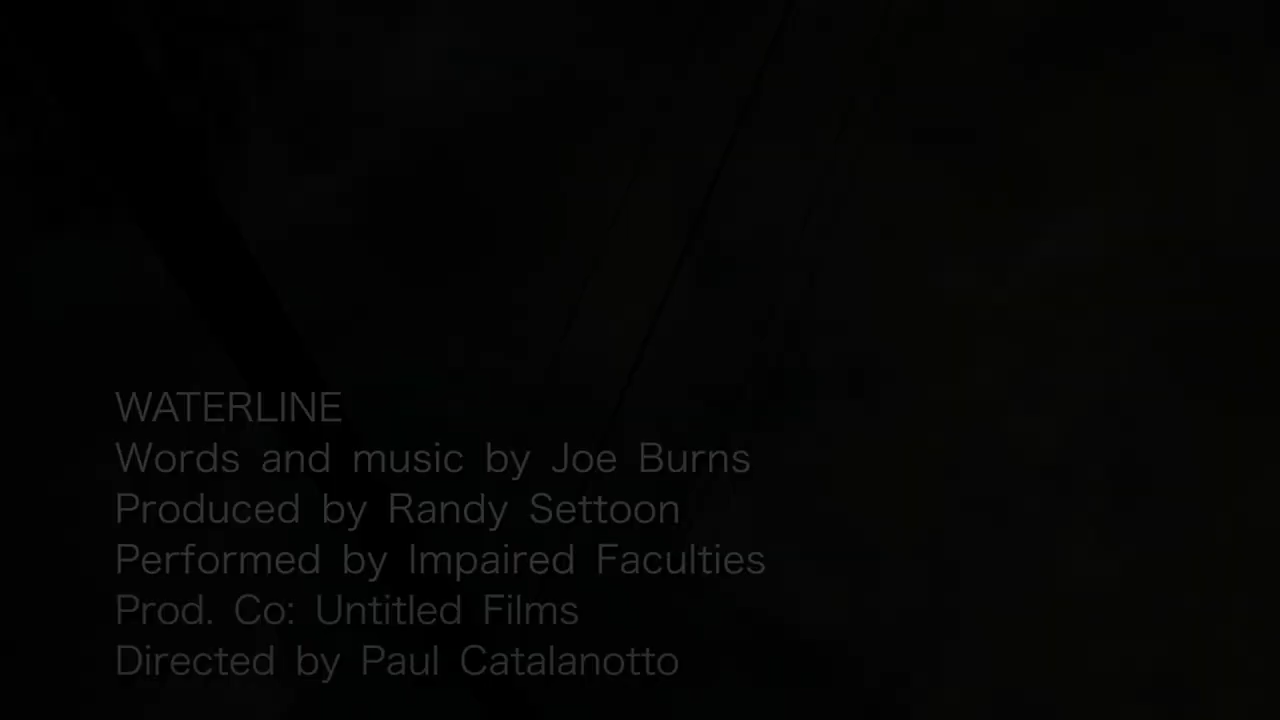 WATERLINE
Words and music by Joe Burns
Produced by Randy Settoon
Performed by Impaired Faculties
Prod. Co: Untitled Films
Directed by Paul Catalanotto